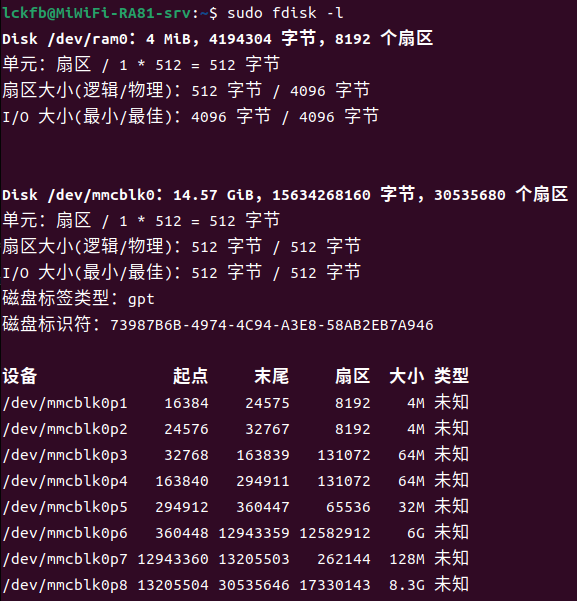 lckfb@MiWiFi-RA81-srv:~$ sudo fdisk -l
Disk /dev/ram0：4 MiB，4194304 字节，8192 个扇区
单元：扇区 / 1 * 512 = 512 字节
扇区大小(逻辑/物理)：512 字节 / 4096 字节
I/O 大小(最小/最佳)：4096 字节 / 4096 字节
Disk /dev/mmcblk0：14.57 GiB，15634268160 字节，30535680 个扇区
单元：扇区 / 1 * 512 = 512 字节
扇区大小(逻辑/物理)：512 字节 / 512 字节
I/O 大小(最小/最佳)：512 字节 / 512 字节
磁盘标签类型：gpt
磁盘标识符：73987B6B-4974-4C94-A3E8-58AB2EB7A946
设备 起点 末尾 扇区 大小 类型
/dev/mmcblk0p1 16384 24575 8192 4M 未知
/dev/mmcblk0p2 24576 32767 8192 4M 未知
/dev/mmcblk0p3 32768 163839 131072 64M 未知
/dev/mmcblk0p4 163840 294911 131072 64M 未知
/dev/mmcblk0p5 294912 360447 65536 32M 未知
/dev/mmcblk0p6 360448 12943359 12582912 6G 未知
/dev/mmcblk0p7 12943360 13205503 262144 128M 未知
/dev/mmcblk0p8 13205504 30535646 17330143 8.3G 未知